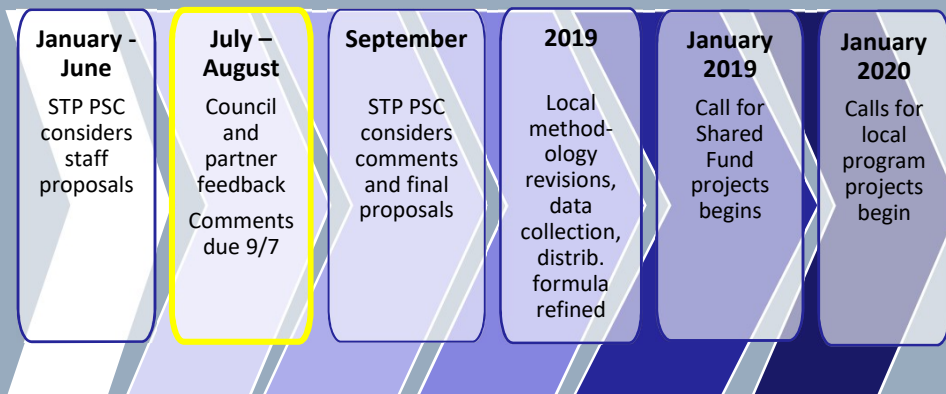 January -
June
STP PSC
considers
staff
proposals
July –
August
Council
and
partner
feedback
Comments
due 9/7
September
STP PSC
considers
comments
and final
proposals
2019
Local
method-
ology
revisions,
data
collection,
distrib.
formula
refined
January
2019
Call for
Shared
Fund
projects
begins
January
2020
Calls for
local
program
projects
begin